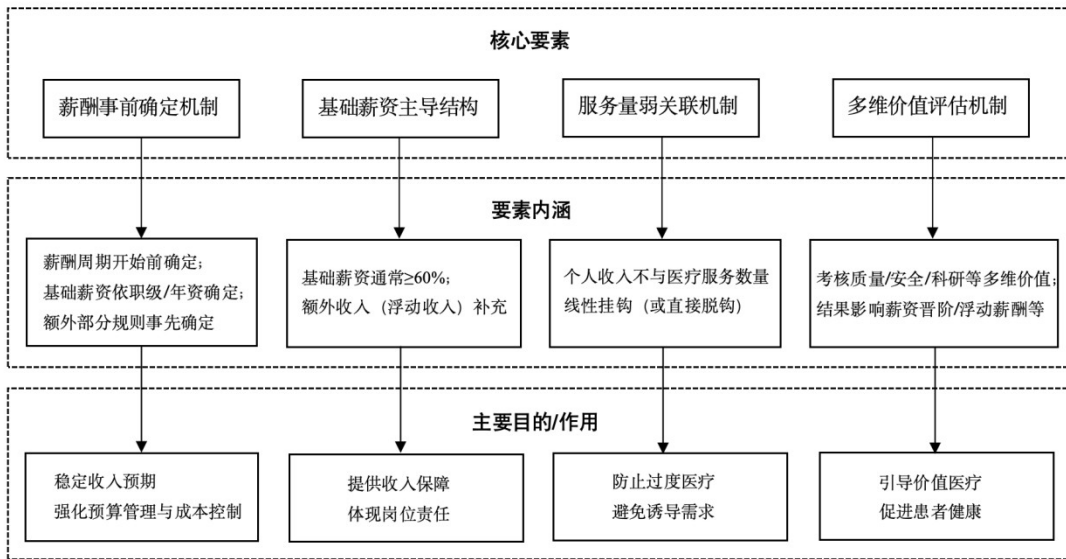 核心要素
薪酬事前确定机制
基础薪资主导结构
服务量弱关联机制
多维价值评估机制
要素内涵
薪酬周期开始前确定;
基础薪资依职级/年资确定;
额外部分规则事先确定
基础薪资通常≥60%;
额外收入（浮动收入）补充
个人收入不与医疗服务数量
线性挂钩（或直接脱钩）
考核质量/安全/科研等多维价值;
结果影响薪资晋阶/浮动薪酬等
主要目的/作用
稳定收入预期
强化预算管理与成本控制
提供收入保障
体现岗位责任
防止过度医疗
避免诱导需求
引导价值医疗
促进患者健康